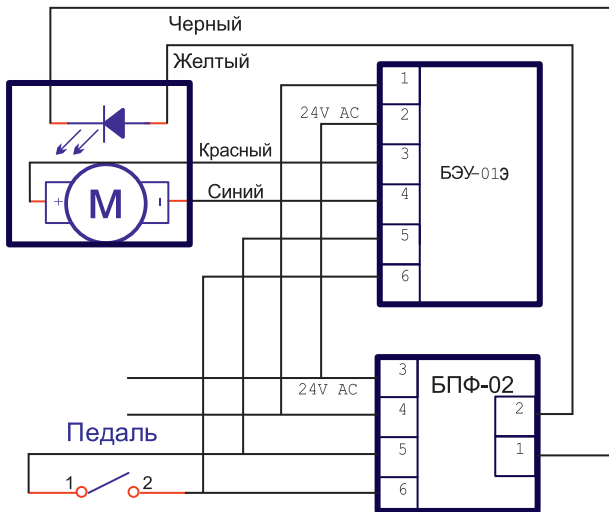 Черный
Желтый
1
24V AC
2
Красный
3
БЭУ-01Э
+
М
-
Синий
4
5
6
3
24V AC
БПФ-02
4
2
Педаль
5
1
1
2
6